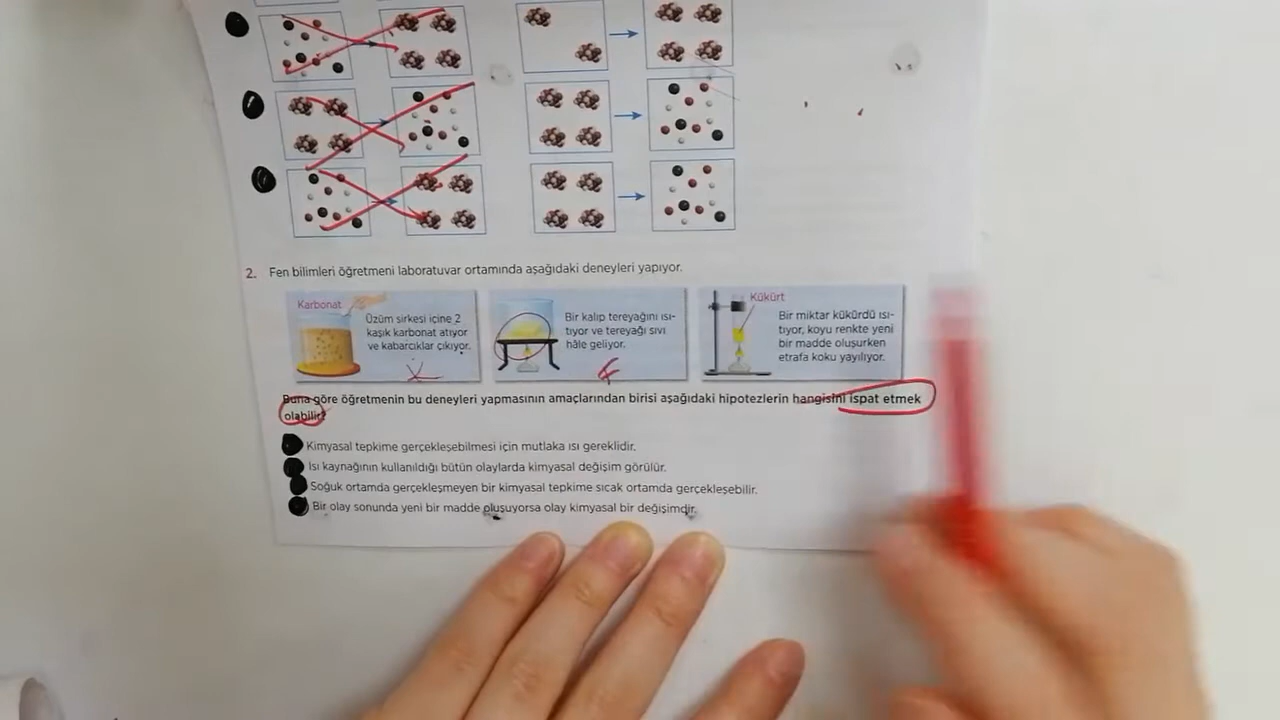 2. Fen bilimleri öğretmeni laboratuvar ortamında aşağıdaki deneyleri yapıyor.
Karbonat
Üzüm sirkesi içine 2
kaşık karbonat atıyor
ve kabarcıklar çıkıyor.
Bir kalıp tereyağını ısı-
tıyor ve tereyağı sıvı
hâle geliyor.
Kükürt
Bir miktar kükürdü ısı-
tıyor, koyu renkte yeni
bir madde oluşurken
etrafa koku yayılıyor.
Buna göre öğretmenin bu deneyleri yapmasının amaçlarından birisi aşağıdaki hipotezlerin hangisini ispat etmek
olabilir?
Kimyasal tepkime gerçekleşebilmesi için mutlaka ısı gereklidir.
Isı kaynağının kullanıldığı bütün olaylarda kimyasal değişim görülür.
Soğuk ortamda gerçekleşmeyen bir kimyasal tepkime sıcak ortamda gerçekleşebilir.
Bir olay sonunda yeni bir madde oluşuyorsa olay kimyasal bir değişimdir.